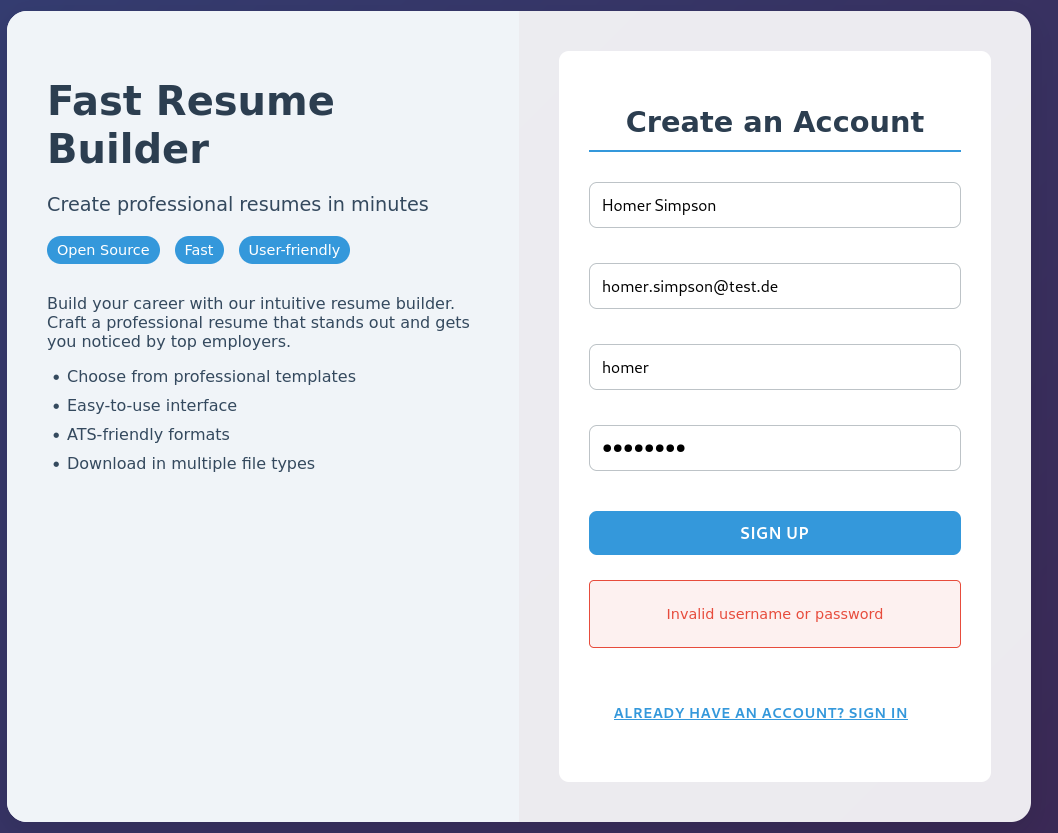 Fast Resume
Builder
Create professional resumes in minutes
Open Source Fast User-friendly
Build your career with our intuitive resume builder.
Craft a professional resume that stands out and gets
you noticed by top employers.
• Choose from professional templates
• Easy-to-use interface
• ATS-friendly formats
• Download in multiple file types
Create an Account
Homer Simpson
homer.simpson@test.de
homer
••••••••
SIGN UP
Invalid username or password
ALREADY HAVE AN ACCOUNT? SIGN IN